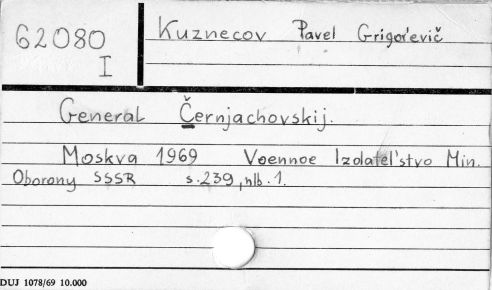 62080
I
Kuznecov Pavel Grigor'evič
General Černjachovskij.
Moskva 1969 Voennoe Izdatel'stvo Min.
Oborony SSSR s.239, nlb.1.
DUJ 1078/69 10.000